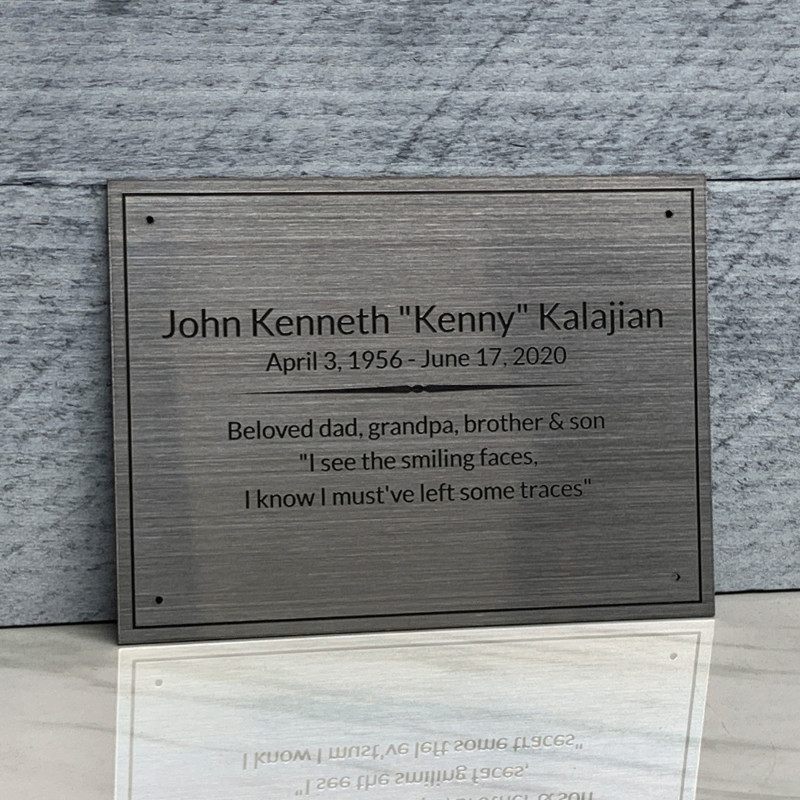 John Kenneth "Kenny" Kalajian
April 3, 1956 - June 17, 2020
Beloved dad, grandpa, brother & son
"I see the smiling faces,
I know I must've left some traces"